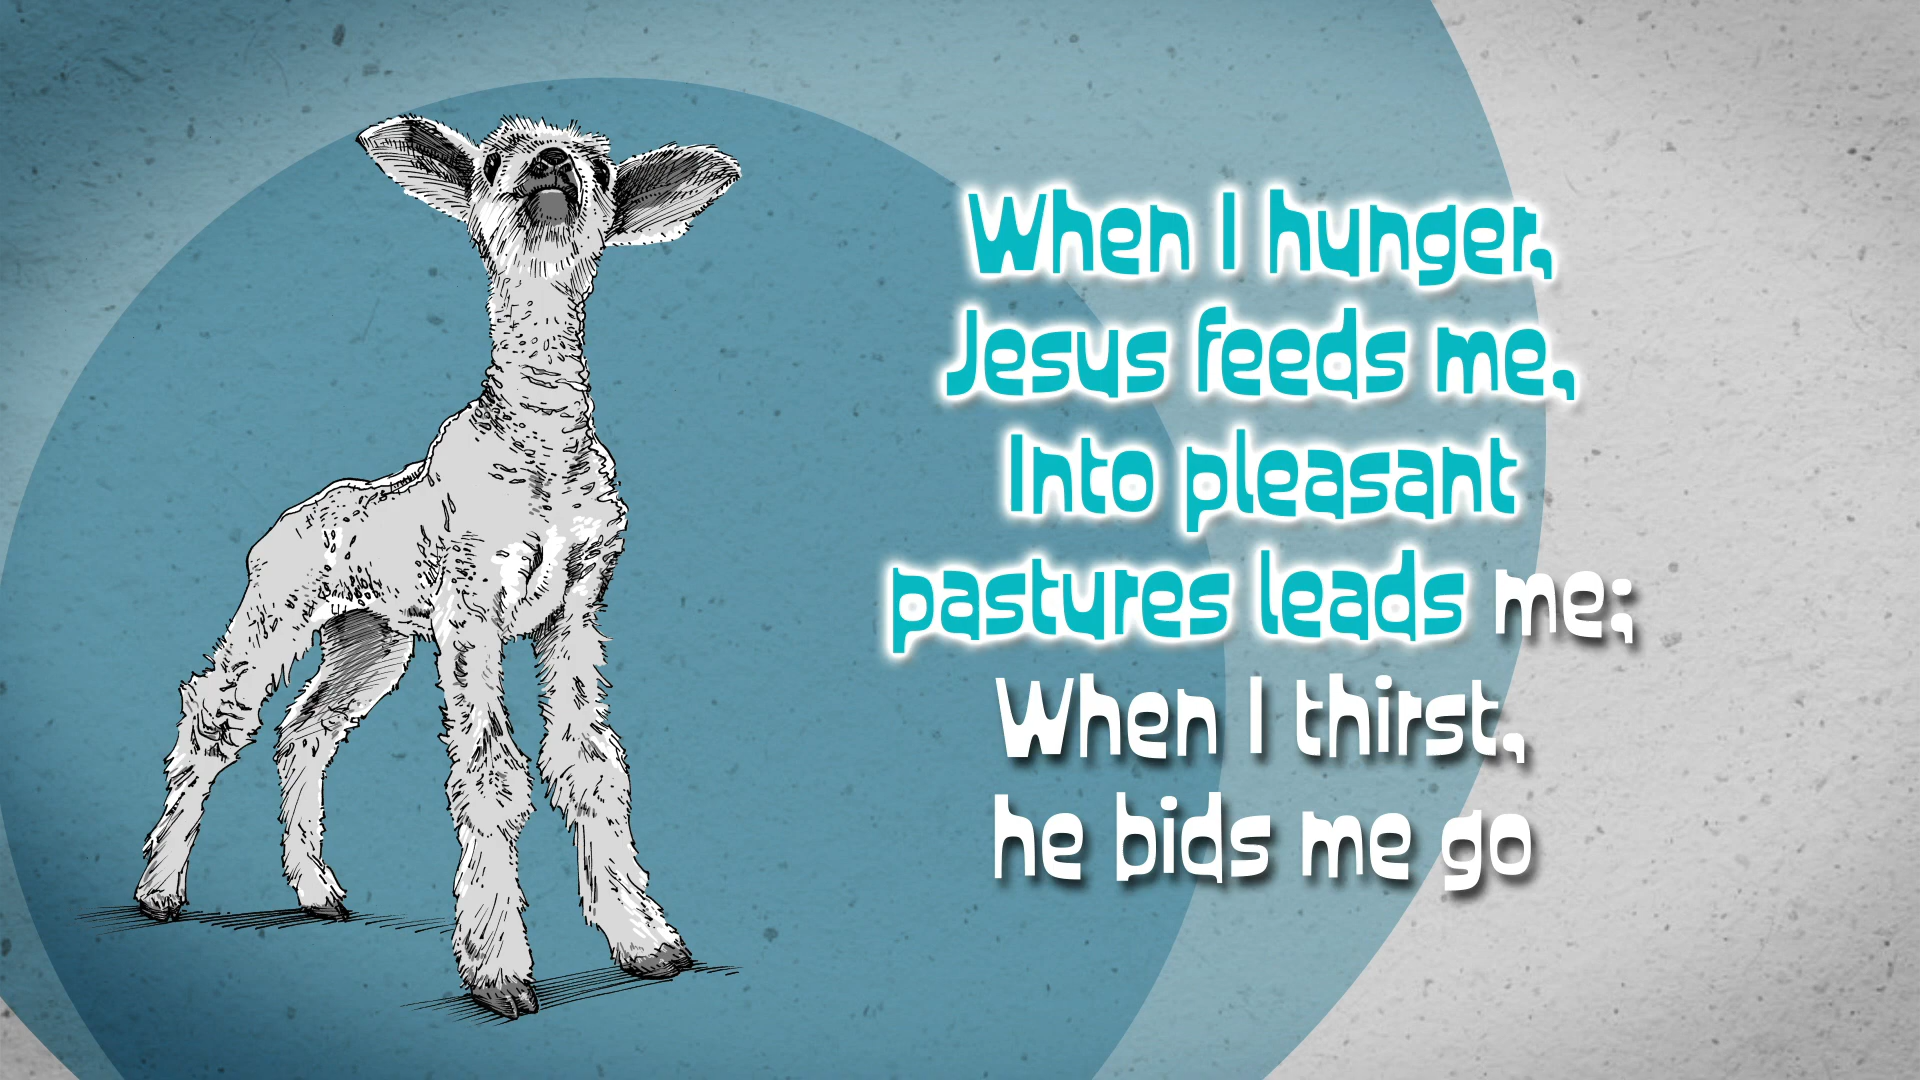 When I hunger,
Jesus feeds me,
Into pleasant
pastures leads me;
When I thirst,
he bids me go